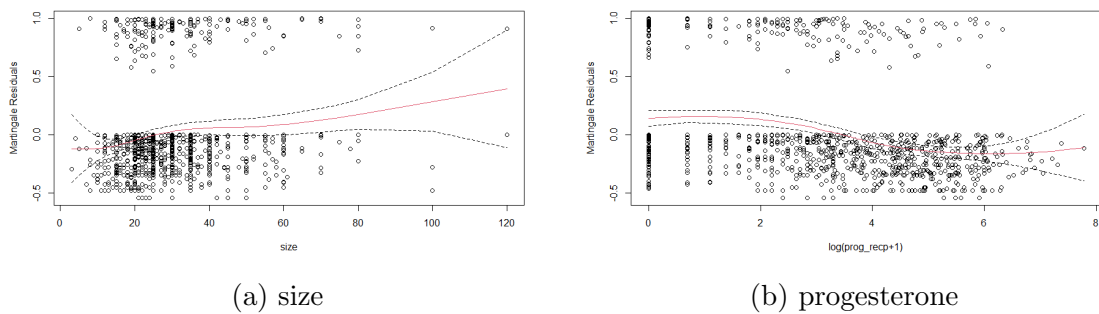 Martingale Residuals
1.0
0.5
0.0
-0.5
0 20 40 60 80 100 120
size
(a) size
Martingale Residuals
1.0
0.5
0.0
-0.5
0 2 4 6 8
log(prog_recp+1)
(b) progesterone